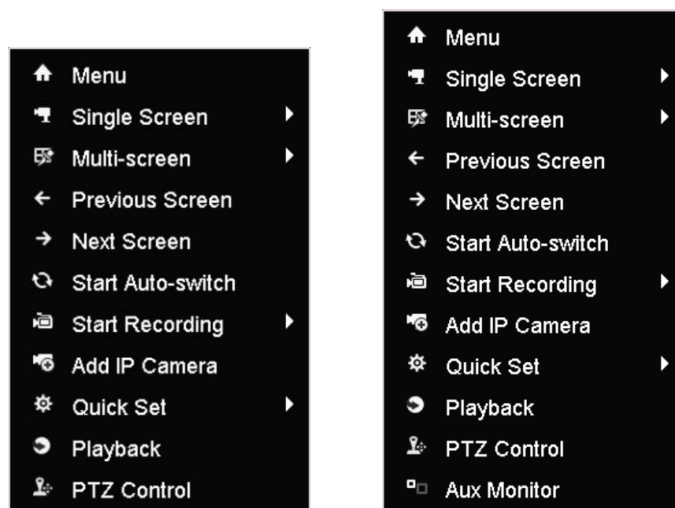 Menu
Single Screen
Multi-screen
Previous Screen
Next Screen
Start Auto-switch
Start Recording
Add IP Camera
Quick Set
Playback
PTZ Control
Menu
Single Screen
Multi-screen
Previous Screen
Next Screen
Start Auto-switch
Start Recording
Add IP Camera
Quick Set
Playback
PTZ Control
Aux Monitor